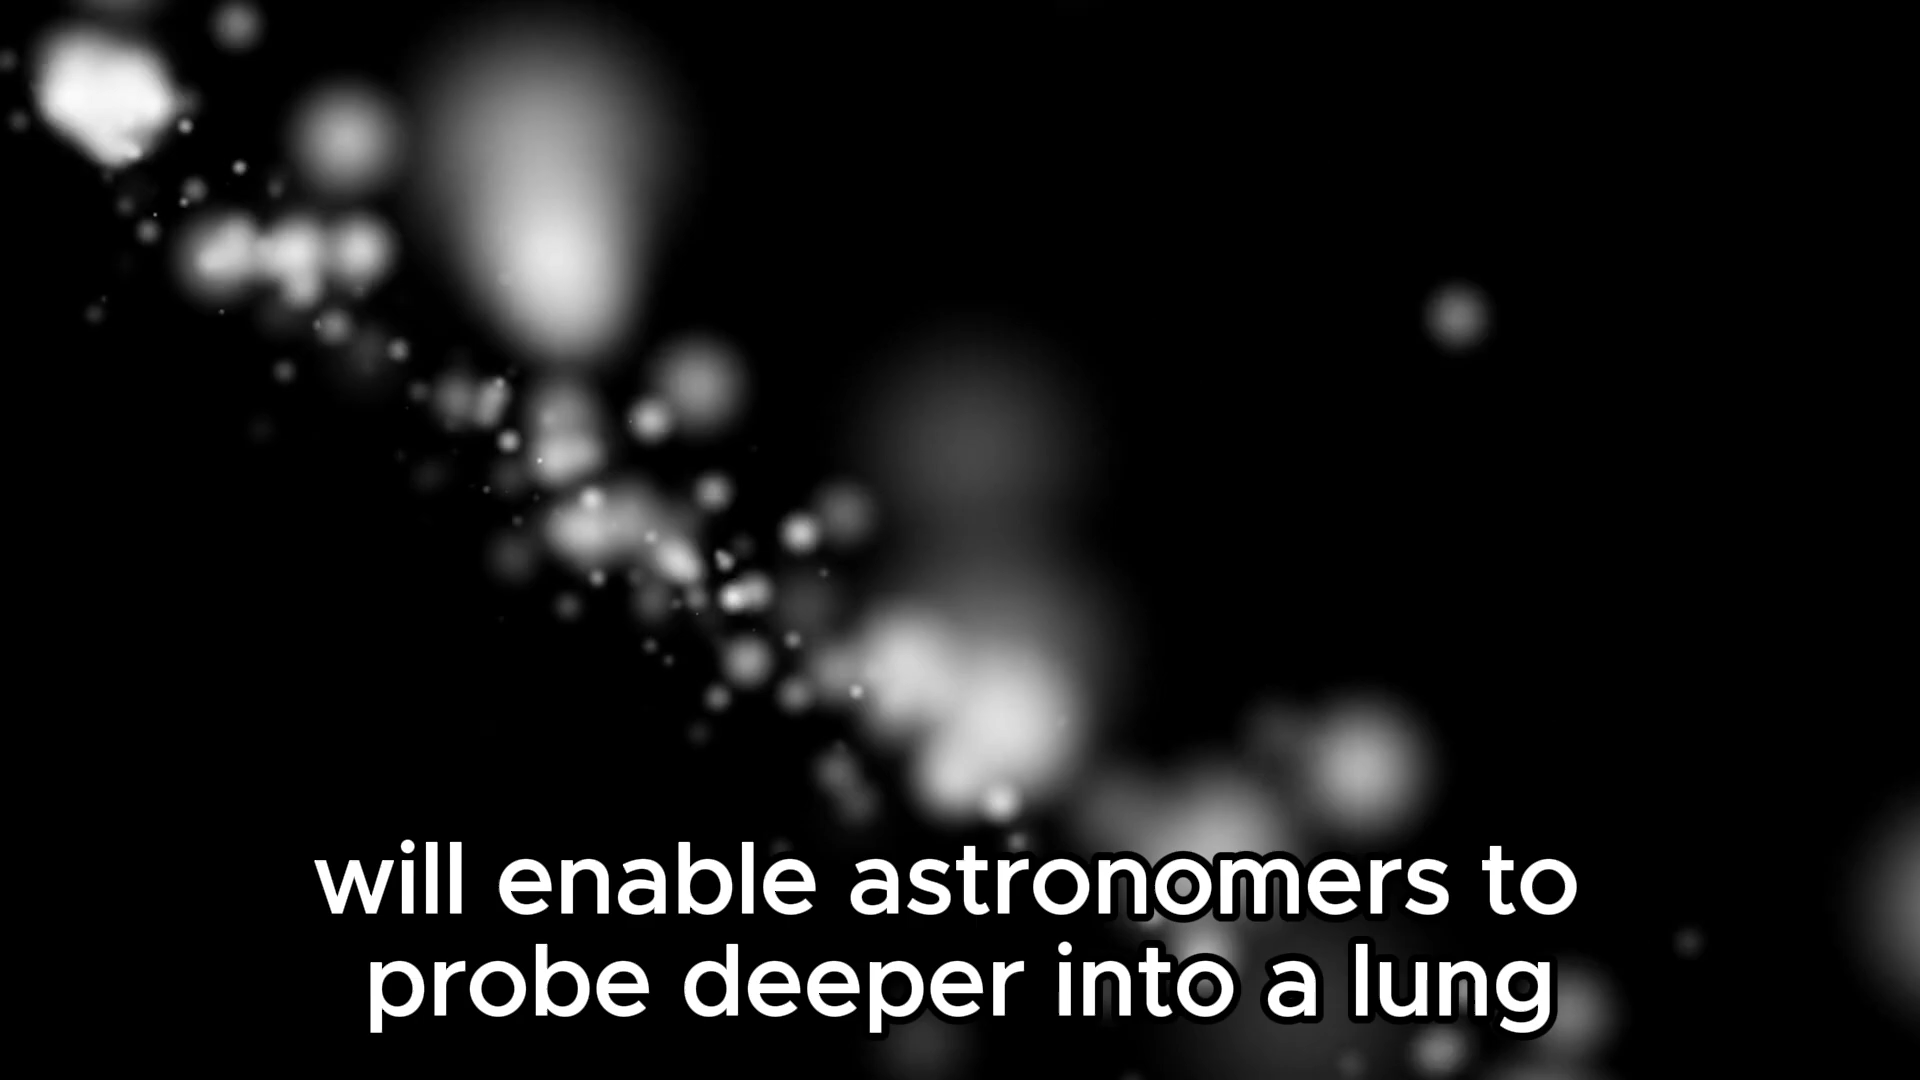 will enable astronomers to
probe deeper into a lung